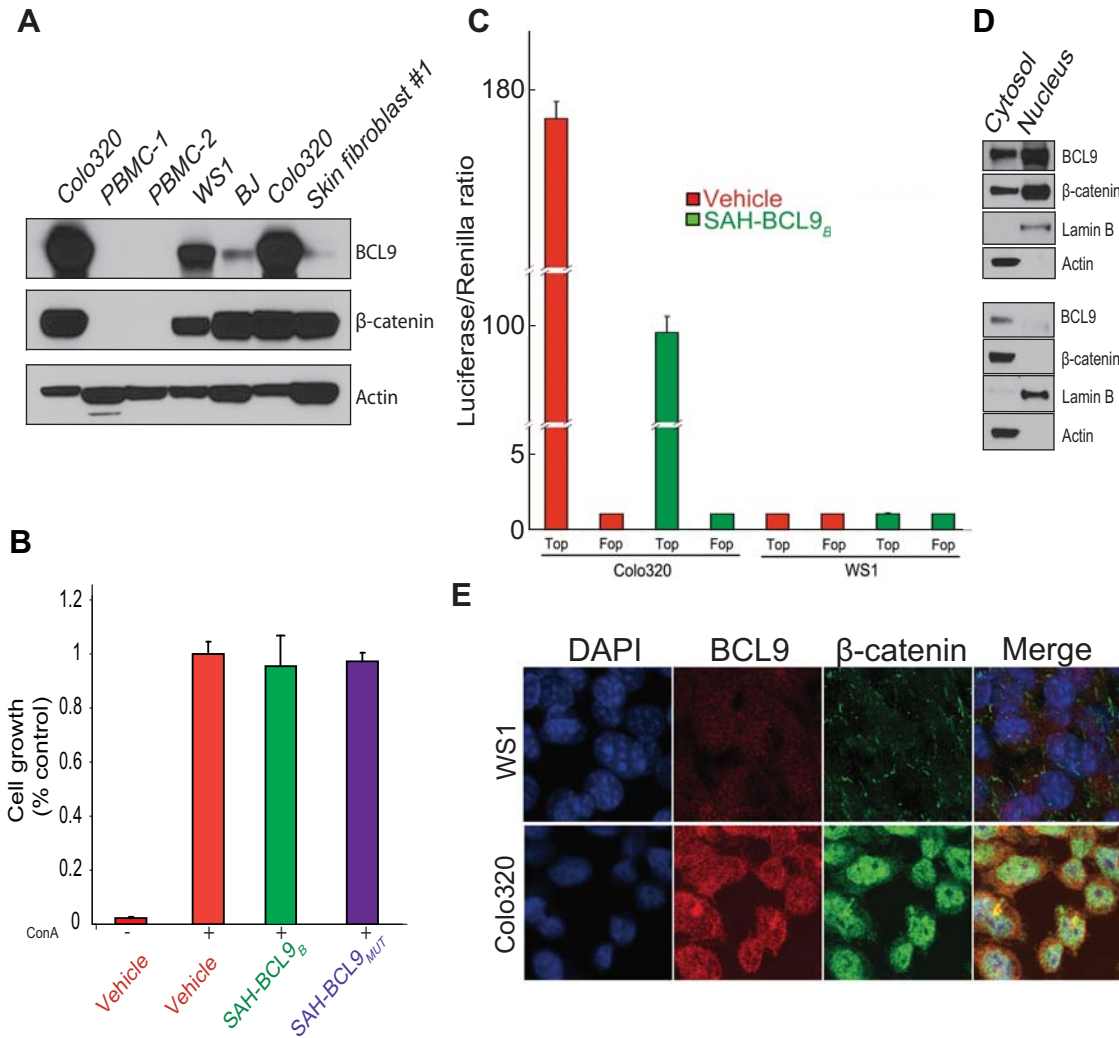 A
Colo320
PBMC-1
PBMC-2
WS1
BJ
Colo320
Skin fibroblast #1
BCL9
β-catenin
Actin
B
Cell growth
(% control)
1.2
1
0.8
0.6
0.4
0.2
0
ConA - + + +
Vehicle
Vehicle
SAH-BCL9B
SAH-BCL9MUT
C
Luciferase/Renilla ratio
180
100
5
0
Vehicle
SAH-BCL9B
Top Fop Top Fop Top Fop Top Fop
Colo320 WS1
D
Cytosol
Nucleus
BCL9
β-catenin
Lamin B
Actin
BCL9
β-catenin
Lamin B
Actin
E
DAPI BCL9 β-catenin Merge
WS1
Colo320